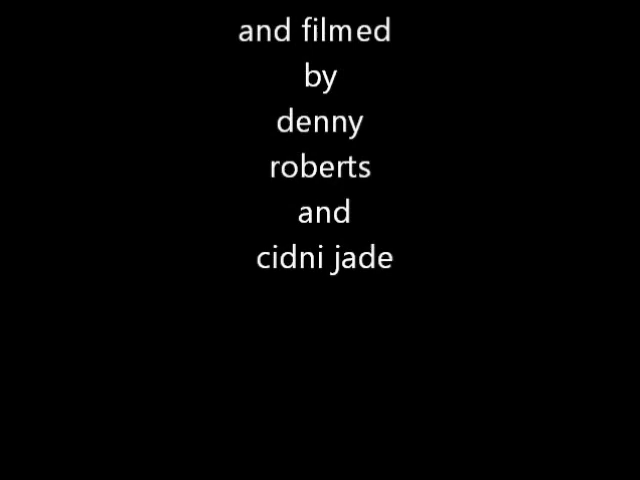 and filmed
by
denny
roberts
and
cidni jade